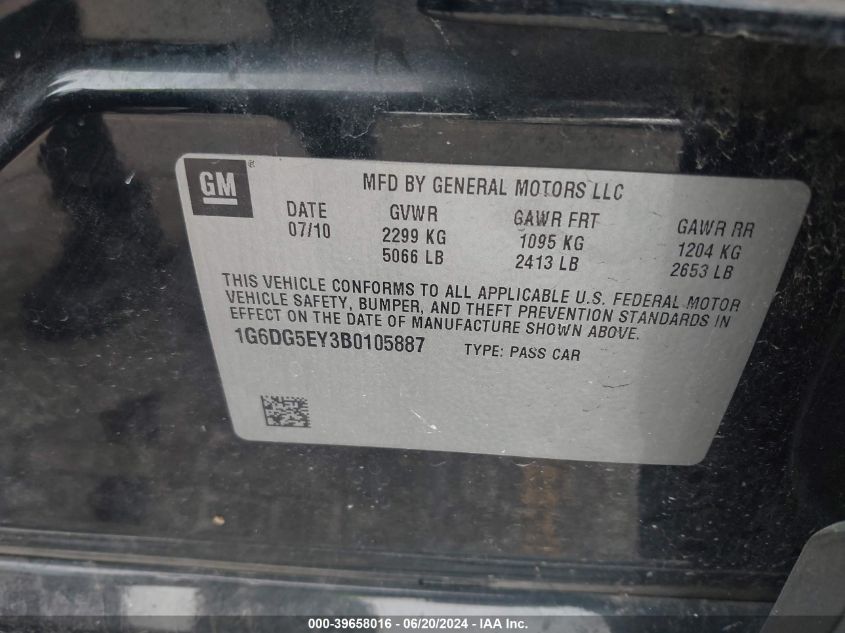 GM®
MFD BY GENERAL MOTORS LLC
DATE GVWR GAWR FRT GAWR RR
07/10 2299 KG 1095 KG 1204 KG
5066 LB 2413 LB 2653 LB
THIS VEHICLE CONFORMS TO ALL APPLICABLE U.S. FEDERAL MOTOR
VEHICLE SAFETY, BUMPER, AND THEFT PREVENTION STANDARDS IN
EFFECT ON THE DATE OF MANUFACTURE SHOWN ABOVE.
1G6DG5EY3B0105887 TYPE: PASS CAR
000-39658016 - 06/20/2024 - IAA Inc.